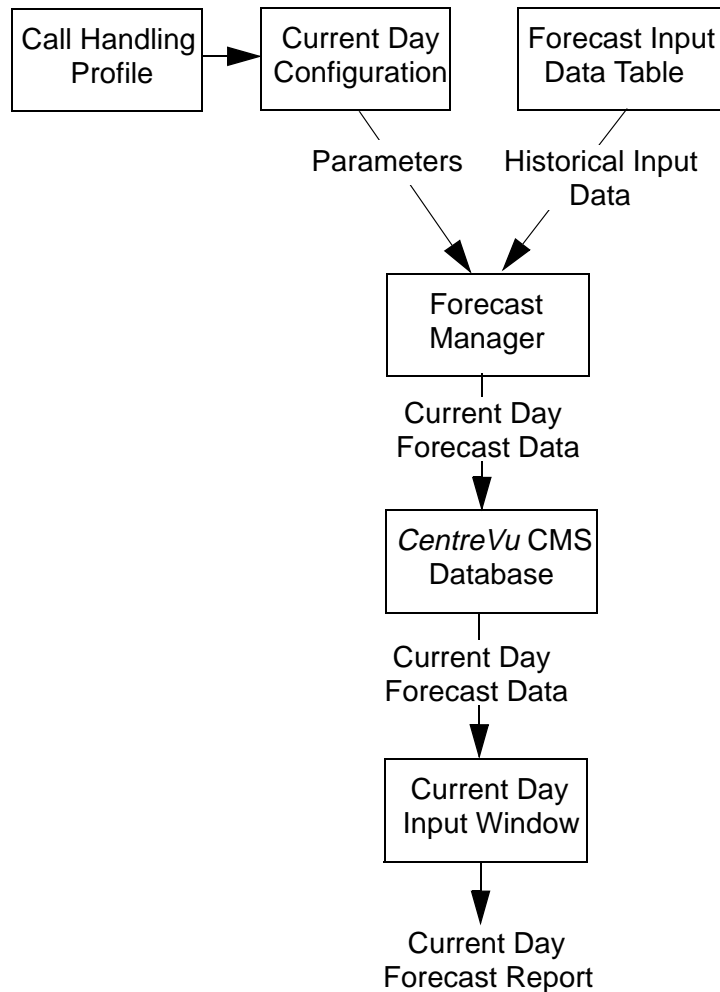 Call Handling
Profile
Current Day
Configuration
Forecast Input
Data Table
Parameters
Historical Input
Data
Forecast
Manager
Current Day
Forecast Data
CentreVu CMS
Database
Current Day
Forecast Data
Current Day
Input Window
Current Day
Forecast Report